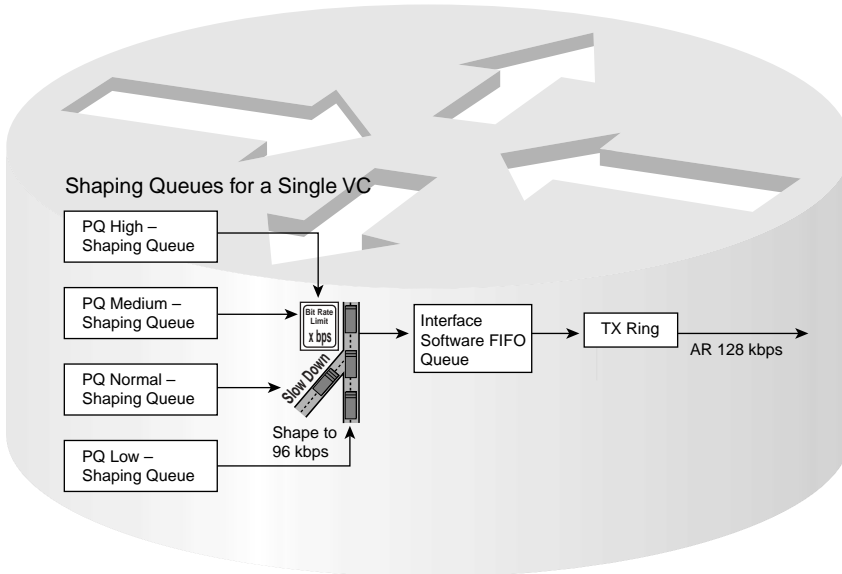 Shaping Queues for a Single VC
PQ High –
Shaping Queue
PQ Medium –
Shaping Queue
PQ Normal –
Shaping Queue
PQ Low –
Shaping Queue
Bit Rate
Limit
x bps
Slow Down
Shape to
96 kbps
Interface
Software FIFO
Queue
TX Ring
AR 128 kbps